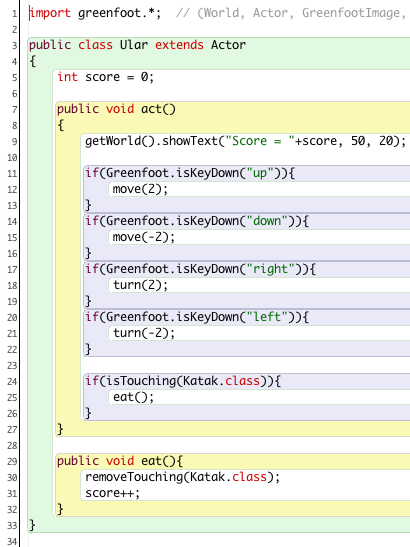 1 import greenfoot.*;  // (World, Actor, GreenfootImage,
2
3 public class Ular extends Actor
4 {
5     int score = 0;
6
7     public void act()
8     {
9         getWorld().showText("Score = "+score, 50, 20);
10
11         if(Greenfoot.isKeyDown("up")){
12             move(2);
13         }
14         if(Greenfoot.isKeyDown("down")){
15             move(-2);
16         }
17         if(Greenfoot.isKeyDown("right")){
18             turn(2);
19         }
20         if(Greenfoot.isKeyDown("left")){
21             turn(-2);
22         }
23
24         if(isTouching(Katak.class)){
25             eat();
26         }
27     }
28
29     public void eat(){
30         removeTouching(Katak.class);
31         score++;
32     }
33 }
34